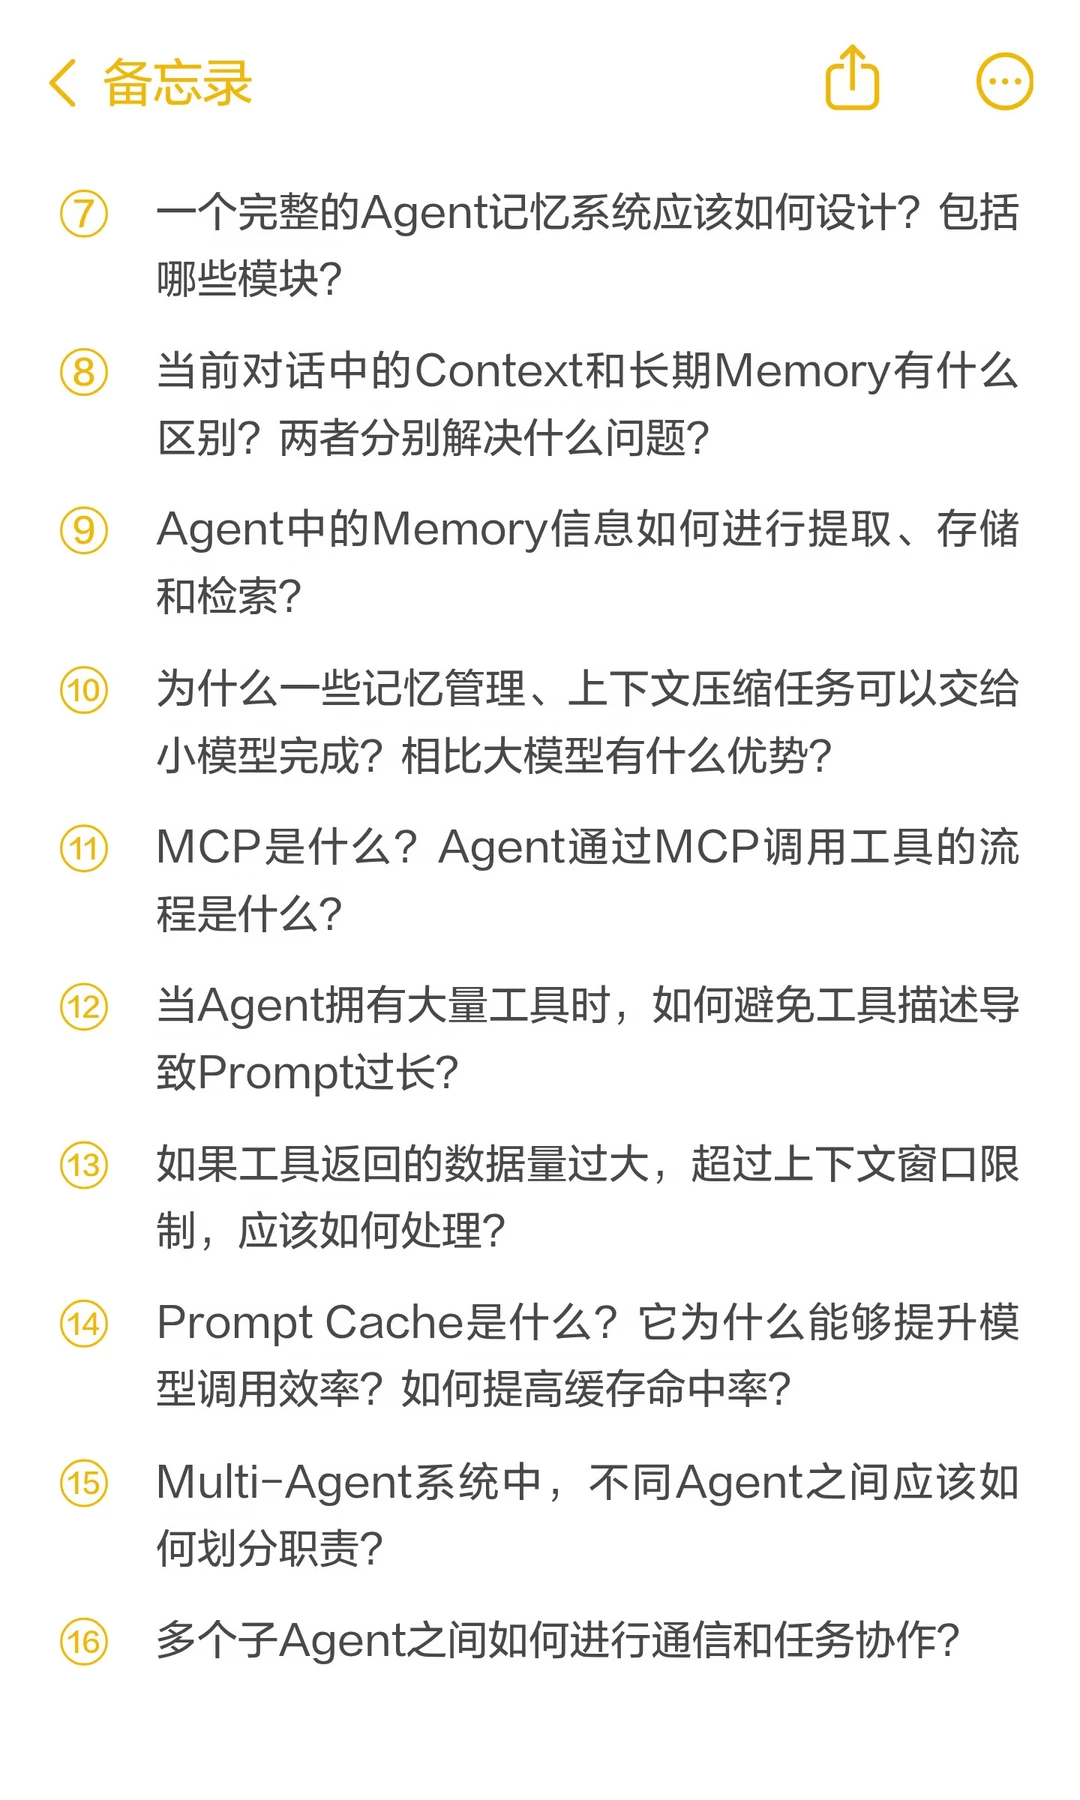 备忘录
⑦ 一个完整的Agent记忆系统应该如何设计？包括
哪些模块？
⑧ 当前对话中的Context和长期Memory有什么
区别？两者分别解决什么问题？
⑨ Agent中的Memory信息如何进行提取、存储
和检索？
⑩ 为什么一些记忆管理、上下文压缩任务可以交给
小模型完成？相比大模型有什么优势？
⑪ MCP是什么？Agent通过MCP调用工具的流
程是什么？
⑫ 当Agent拥有大量工具时，如何避免工具描述导
致Prompt过长？
⑬ 如果工具返回的数据量过大，超过上下文窗口限
制，应该如何处理？
⑭ Prompt Cache是什么？它为什么能够提升模
型调用效率？如何提高缓存命中率？
⑮ Multi-Agent系统中，不同Agent之间应该如
何划分职责？
⑯ 多个子Agent之间如何进行通信和任务协作？